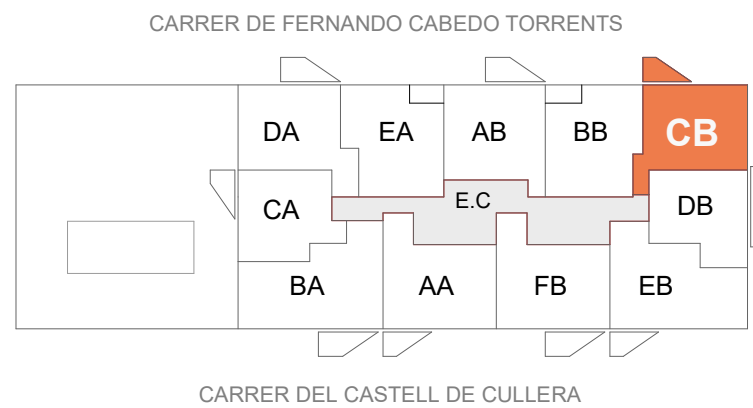 CARRER DE FERNANDO CABEDO TORRENTS
DA
EA
AB
BB
CB
CA
E.C
DB
BA
AA
FB
EB
CARRER DEL CASTELL DE CULLERA